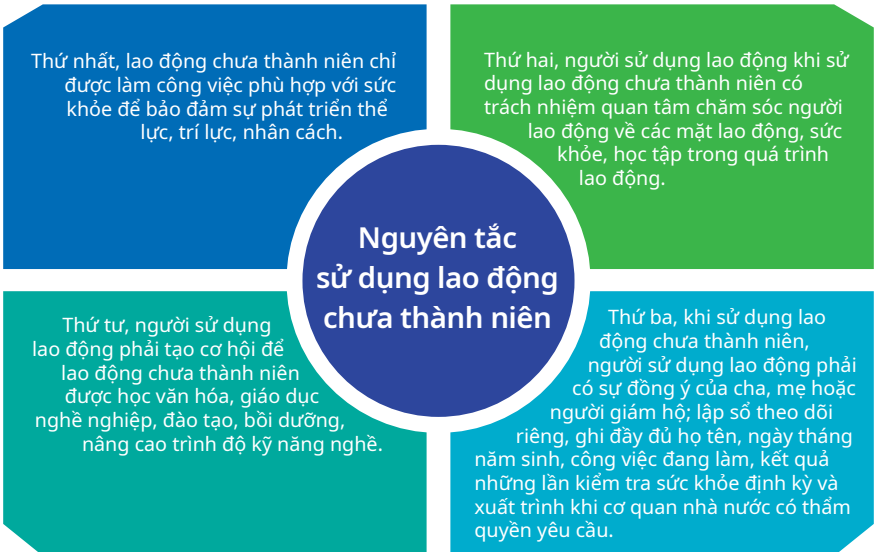 Thứ nhất, lao động chưa thành niên chỉ
được làm công việc phù hợp với sức
khỏe để bảo đảm sự phát triển thể
lực, trí lực, nhân cách.
Thứ hai, người sử dụng lao động khi sử
dụng lao động chưa thành niên có
trách nhiệm quan tâm chăm sóc người
lao động về các mặt lao động, sức
khỏe, học tập trong quá trình
lao động.
Nguyên tắc
sử dụng lao động
chưa thành niên
Thứ ba, khi sử dụng lao
động chưa thành niên,
người sử dụng lao động phải
có sự đồng ý của cha, mẹ hoặc
người giám hộ; lập sổ theo dõi
riêng, ghi đầy đủ họ tên, ngày tháng
năm sinh, công việc đang làm, kết quả
những lần kiểm tra sức khỏe định kỳ và
xuất trình khi cơ quan nhà nước có thẩm
quyền yêu cầu.
Thứ tư, người sử dụng
lao động phải tạo cơ hội để
lao động chưa thành niên
được học văn hóa, giáo dục
nghề nghiệp, đào tạo, bồi dưỡng,
nâng cao trình độ kỹ năng nghề.